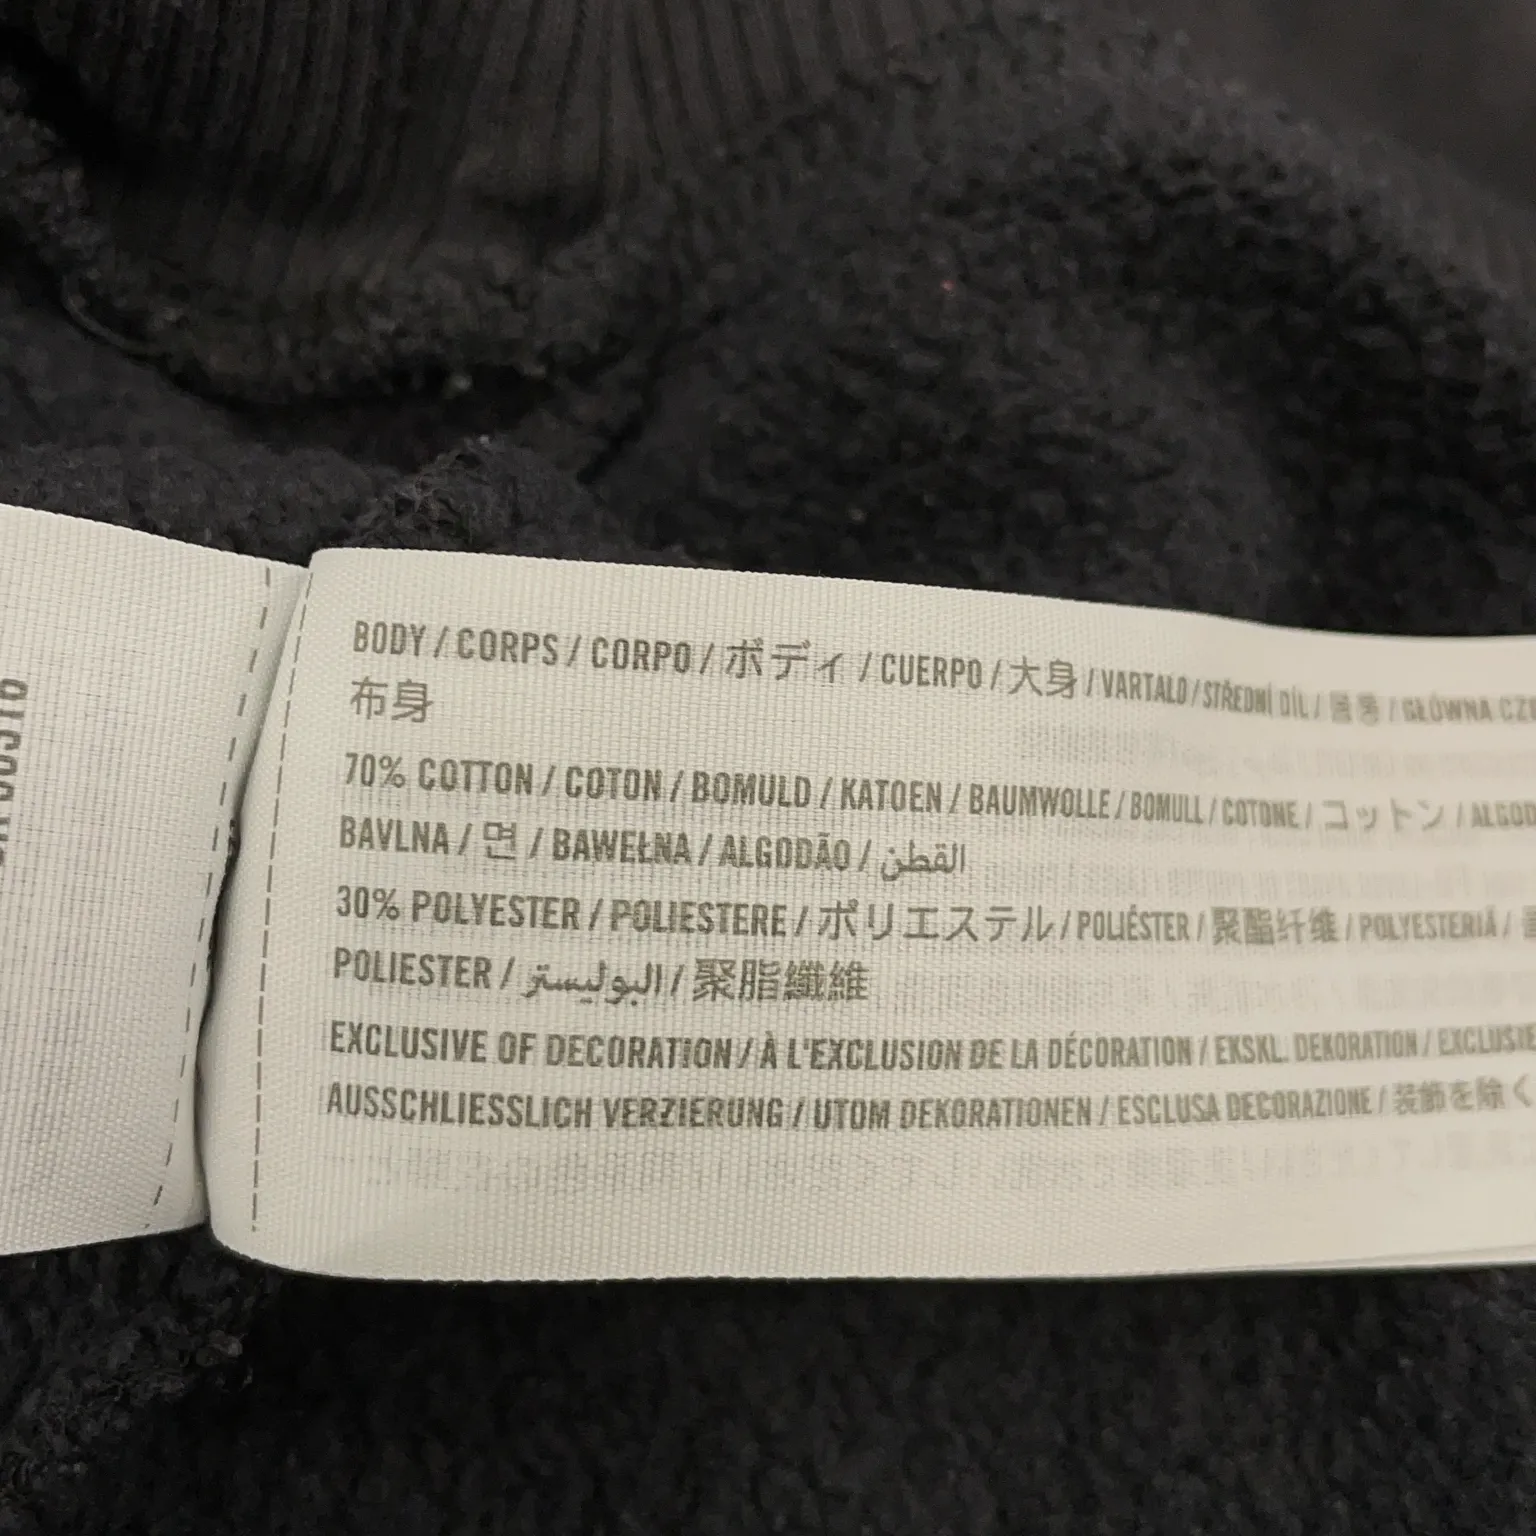 BODY / CORPS / CORPO / ボディ / CUERPO / 大身 / VARTALO / STŘEDNÍ DÍL / 몸통 / GŁÓWNA
布身
70% COTTON / COTON / BOMULD / KATOEN / BAUMWOLLE / BOMULL / COTONE / コットン /
BAVLNA / 면 / BAWEŁNA / ALGODÃO / القطن
30% POLYESTER / POLIESTERE / ポリエステル / POLIÉSTER / 聚酯纤维 / POLYESTERIÄ /
POLIESTER / البوليستر / 聚脂纖維
EXCLUSIVE OF DECORATION / À L'EXCLUSION DE LA DÉCORATION / EKSKL. DEKORATION /
AUSSCHLIESSLICH VERZIERUNG / UTOM DEKORATIONEN / ESCLUSA DECORAZIONE / 装飾を除く